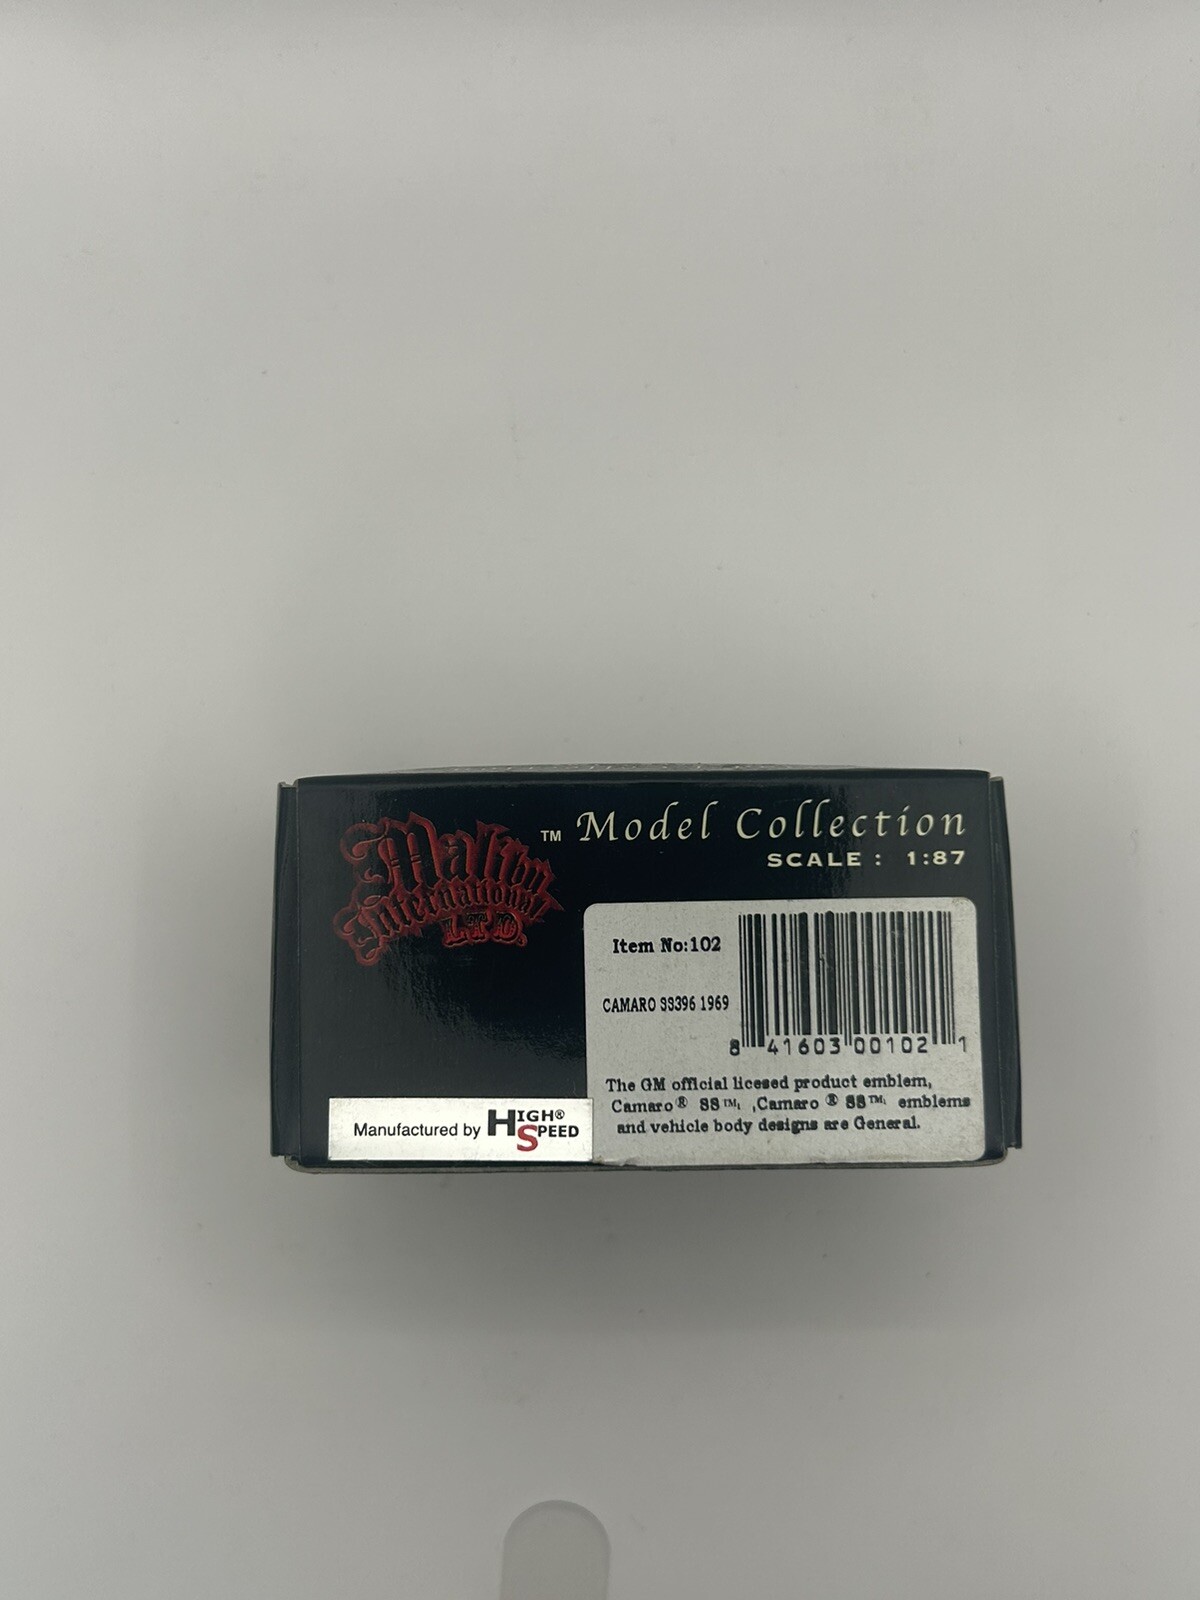 Malibu
International
LTD.
™ Model Collection
SCALE : 1:87
Item No:102
CAMARO SS396 1969
8 41603 00102 1
The GM official licesed product emblem,
Camaro® SS™, ,Camaro ® SS™, emblems
and vehicle body designs are General.
Manufactured by HIGH® SPEED